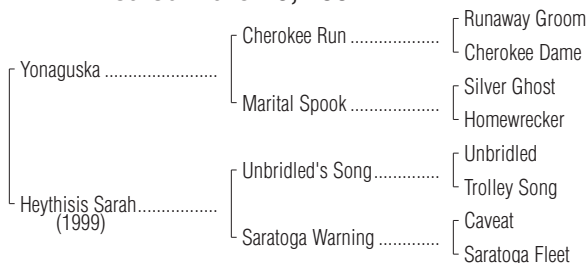 Runaway Groom
Cherokee Run ....................
Cherokee Dame
Yonaguska .........................
Silver Ghost
Marital Spook ...................
Homewrecker
Unbridled
Unbridled's Song..............
Trolley Song
Heythisis Sarah..................
(1999)
Caveat
Saratoga Warning .............
Saratoga Fleet